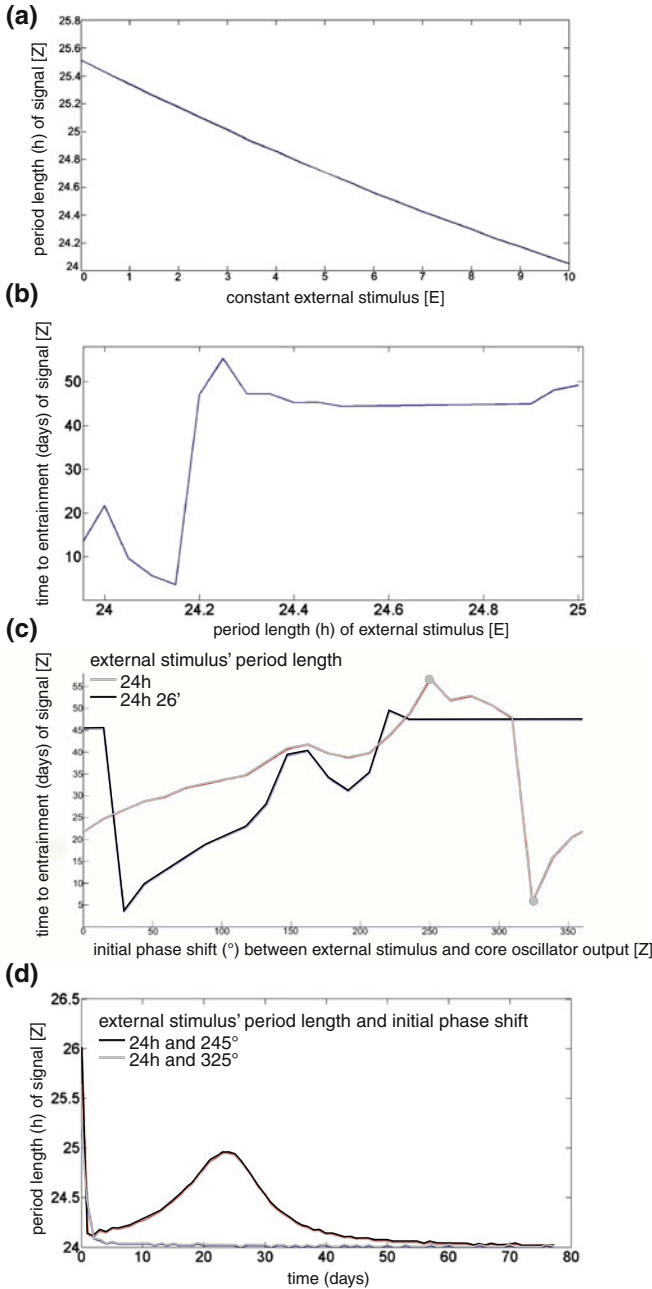 (a)
period length (h) of signal [Z]
25.8
25.6
25.4
25.2
25
24.8
24.6
24.4
24.2
24
0 1 2 3 4 5 6 7 8 9 10
constant external stimulus [E]
(b)
time to entrainment (days) of signal [Z]
50
40
30
20
10
24 24.2 24.4 24.6 24.8 25
period length (h) of external stimulus [E]
(c)
time to entrainment (days) of signal [Z]
external stimulus' period length
24h
24h 26'
55
50
45
40
35
30
25
20
15
10
5
0 50 100 150 200 250 300 350
initial phase shift (°) between external stimulus and core oscillator output [Z]
(d)
period length (h) of signal [Z]
external stimulus' period length and initial phase shift
24h and 245°
24h and 325°
26.5
26
25.5
25
24.5
24
0 10 20 30 40 50 60 70 80
time (days)